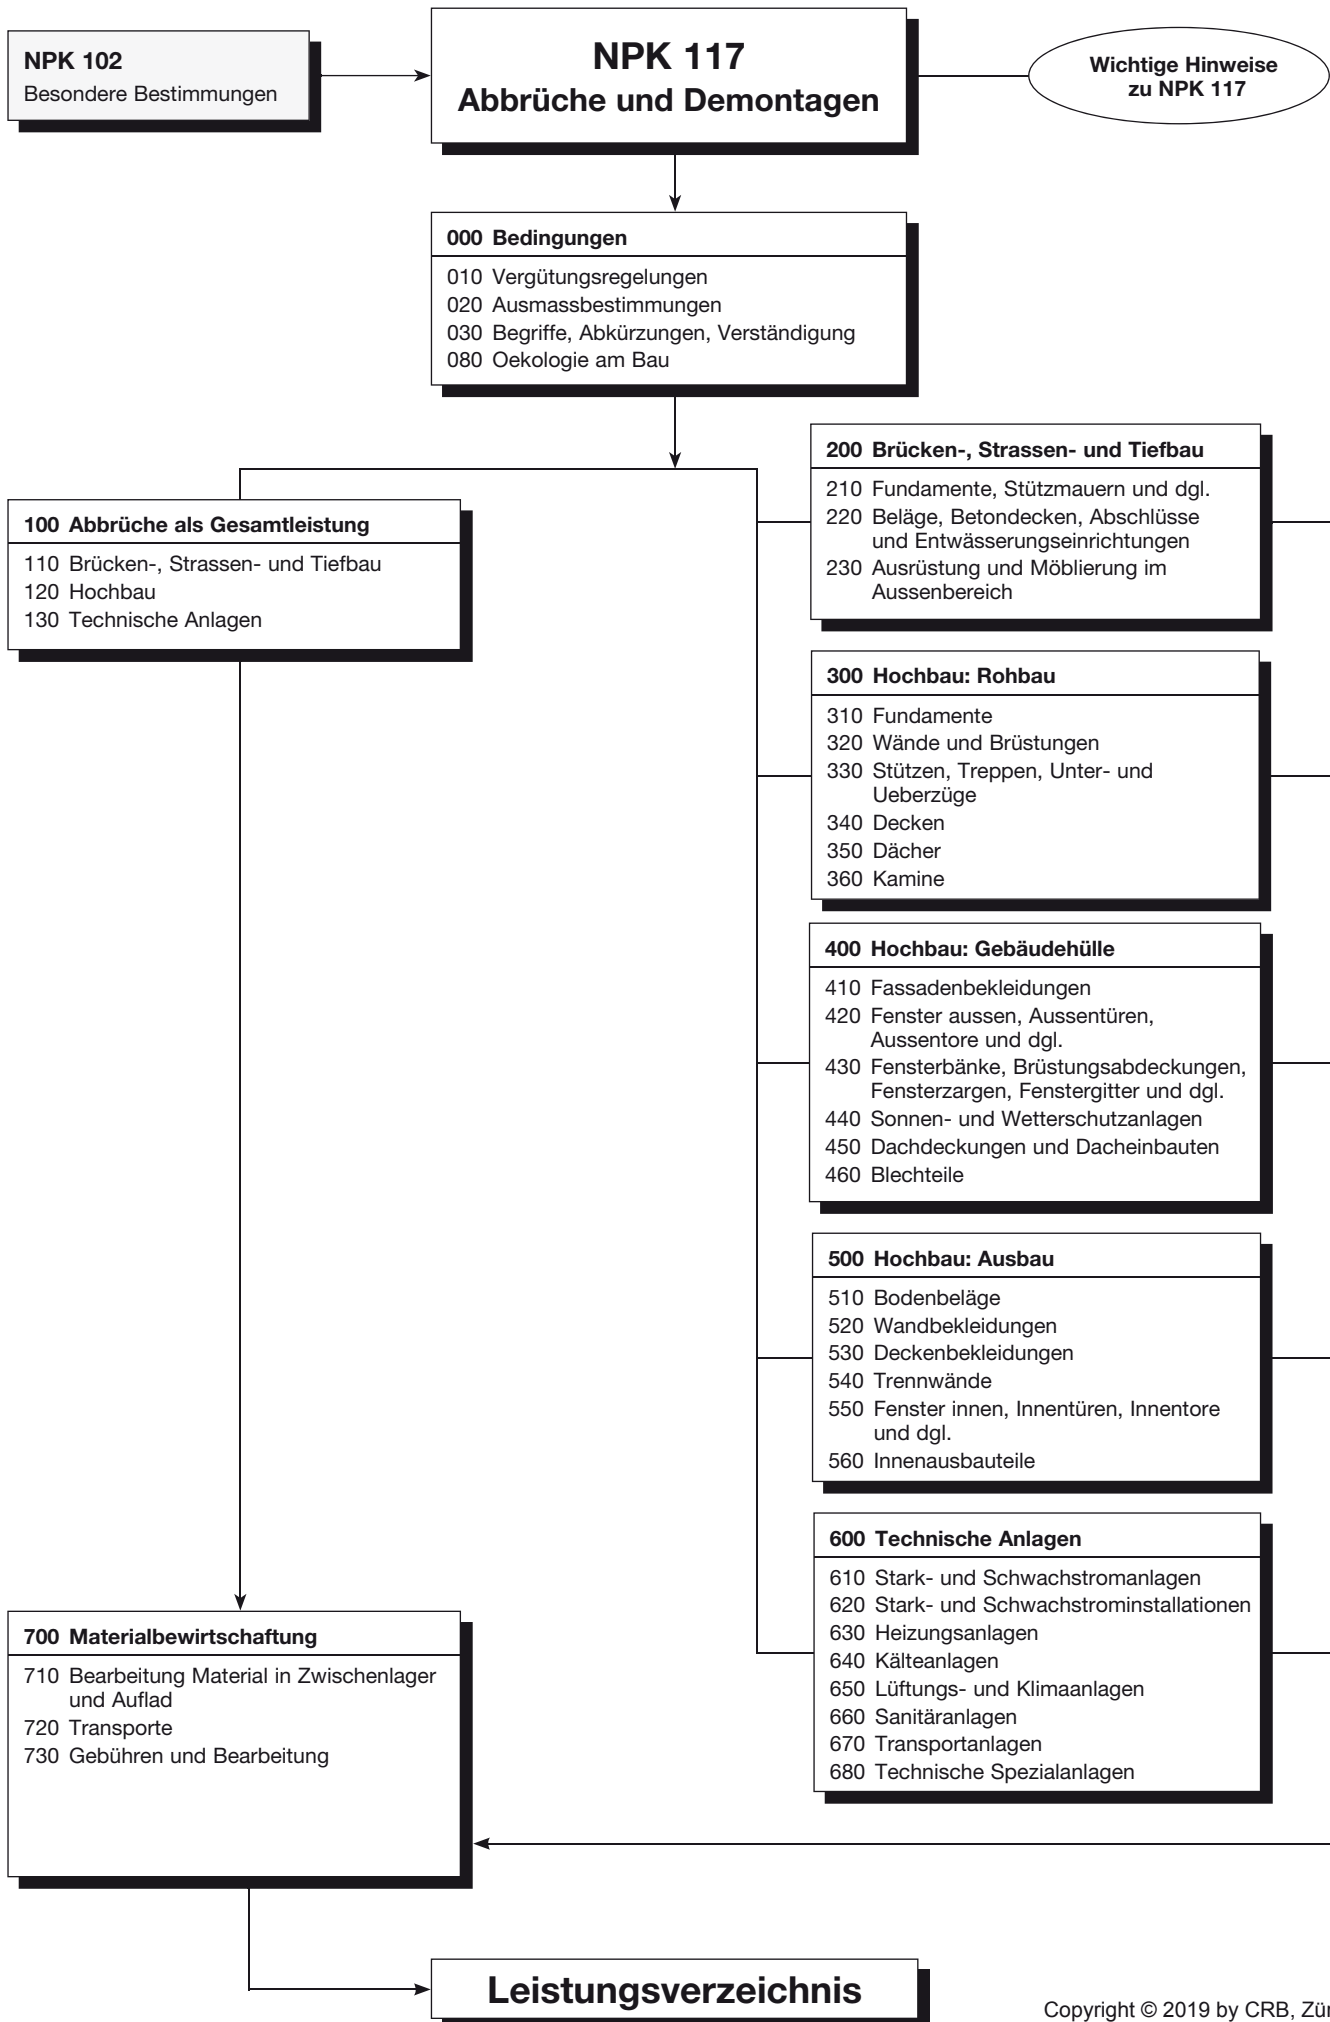 NPK 102
Besondere Bestimmungen
NPK 117
Abbrüche und Demontagen
Wichtige Hinweise
zu NPK 117
000 Bedingungen
010 Vergütungsregelungen
020 Ausmassbestimmungen
030 Begriffe, Abkürzungen, Verständigung
080 Oekologie am Bau
100 Abbrüche als Gesamtleistung
110 Brücken-, Strassen- und Tiefbau
120 Hochbau
130 Technische Anlagen
200 Brücken-, Strassen- und Tiefbau
210 Fundamente, Stützmauern und dgl.
220 Beläge, Betondecken, Abschlüsse
und Entwässerungseinrichtungen
230 Ausrüstung und Möblierung im
Aussenbereich
300 Hochbau: Rohbau
310 Fundamente
320 Wände und Brüstungen
330 Stützen, Treppen, Unter- und
Ueberzüge
340 Decken
350 Dächer
360 Kamine
400 Hochbau: Gebäudehülle
410 Fassadenbekleidungen
420 Fenster aussen, Aussentüren,
Aussentore und dgl.
430 Fensterbänke, Brüstungsabdeckungen,
Fensterzargen, Fenstergitter und dgl.
440 Sonnen- und Wetterschutzanlagen
450 Dachdeckungen und Dacheinbauten
460 Blechteile
500 Hochbau: Ausbau
510 Bodenbeläge
520 Wandbekleidungen
530 Deckenbekleidungen
540 Trennwände
550 Fenster innen, Innentüren, Innentore
und dgl.
560 Innenausbauteile
600 Technische Anlagen
610 Stark- und Schwachstromanlagen
620 Stark- und Schwachstrominstallationen
630 Heizungsanlagen
640 Kälteanlagen
650 Lüftungs- und Klimaanlagen
660 Sanitäranlagen
670 Transportanlagen
680 Technische Spezialanlagen
700 Materialbewirtschaftung
710 Bearbeitung Material in Zwischenlager
und Auflad
720 Transporte
730 Gebühren und Bearbeitung
Leistungsverzeichnis
Copyright © 2019 by CRB, Zür